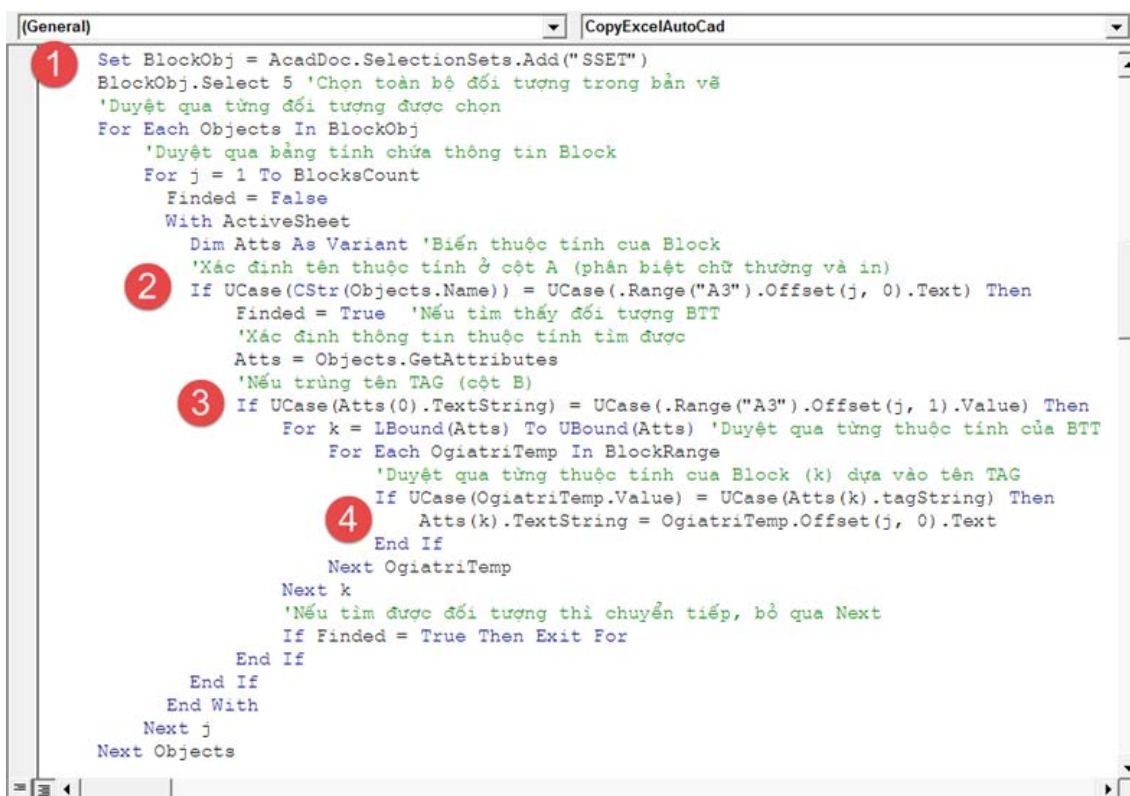 (General) CopyExcelAutoCad
1 Set BlockObj = AcadDoc.SelectionSets.Add("SSET")
BlockObj.Select 5 'Chọn toàn bộ đối tượng trong bản vẽ
'Duyệt qua từng đối tượng được chọn
For Each Objects In BlockObj
'Duyệt qua bảng tính chứa thông tin Block
For j = 1 To BlocksCount
Finded = False
With ActiveSheet
Dim Atts As Variant 'Biến thuộc tính cua Block
'Xác định tên thuộc tính ở cột A (phân biệt chữ thường và in)
2 If UCase(CStr(Objects.Name)) = UCase(.Range("A3").Offset(j, 0).Text) Then
Finded = True 'Nếu tìm thấy đối tượng BTT
'Xác định thông tin thuộc tính tìm được
Atts = Objects.GetAttributes
'Nếu trùng tên TAG (cột B)
3 If UCase(Atts(0).TextString) = UCase(.Range("A3").Offset(j, 1).Value) Then
For k = LBound(Atts) To UBound(Atts) 'Duyệt qua từng thuộc tính của BTT
For Each OgiatriTemp In BlockRange
'Duyệt qua từng thuộc tính cua Block (k) dựa vào tên TAG
If UCase(OgiatriTemp.Value) = UCase(Atts(k).tagString) Then
4 Atts(k).TextString = OgiatriTemp.Offset(j, 0).Text
End If
Next OgiatriTemp
Next k
'Nếu tìm được đối tượng thì chuyển tiếp, bỏ qua Next
If Finded = True Then Exit For
End If
End If
End With
Next j
Next Objects